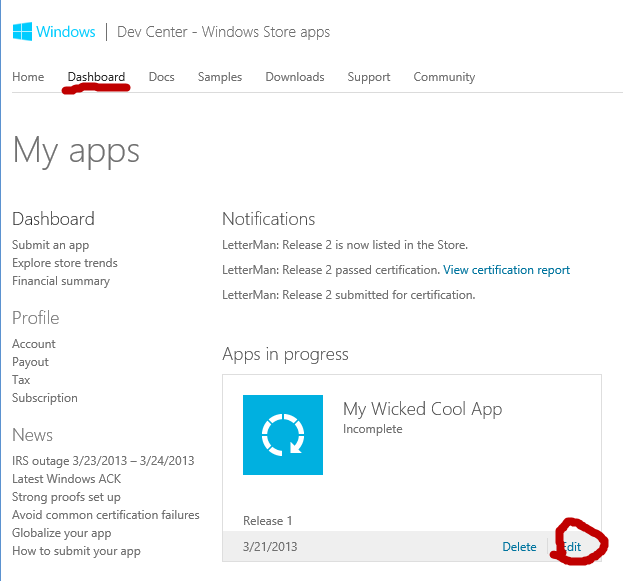 Windows | Dev Center - Windows Store apps
Home Dashboard Docs Samples Downloads Support Community
My apps
Dashboard
Submit an app
Explore store trends
Financial summary
Profile
Account
Payout
Tax
Subscription
News
IRS outage 3/23/2013 – 3/24/2013
Latest Windows ACK
Strong proofs set up
Avoid common certification failures
Globalize your app
How to submit your app
Notifications
LetterMan: Release 2 is now listed in the Store.
LetterMan: Release 2 passed certification. View certification report
LetterMan: Release 2 submitted for certification.
Apps in progress
My Wicked Cool App
Incomplete
Release 1
3/21/2013 Delete Edit